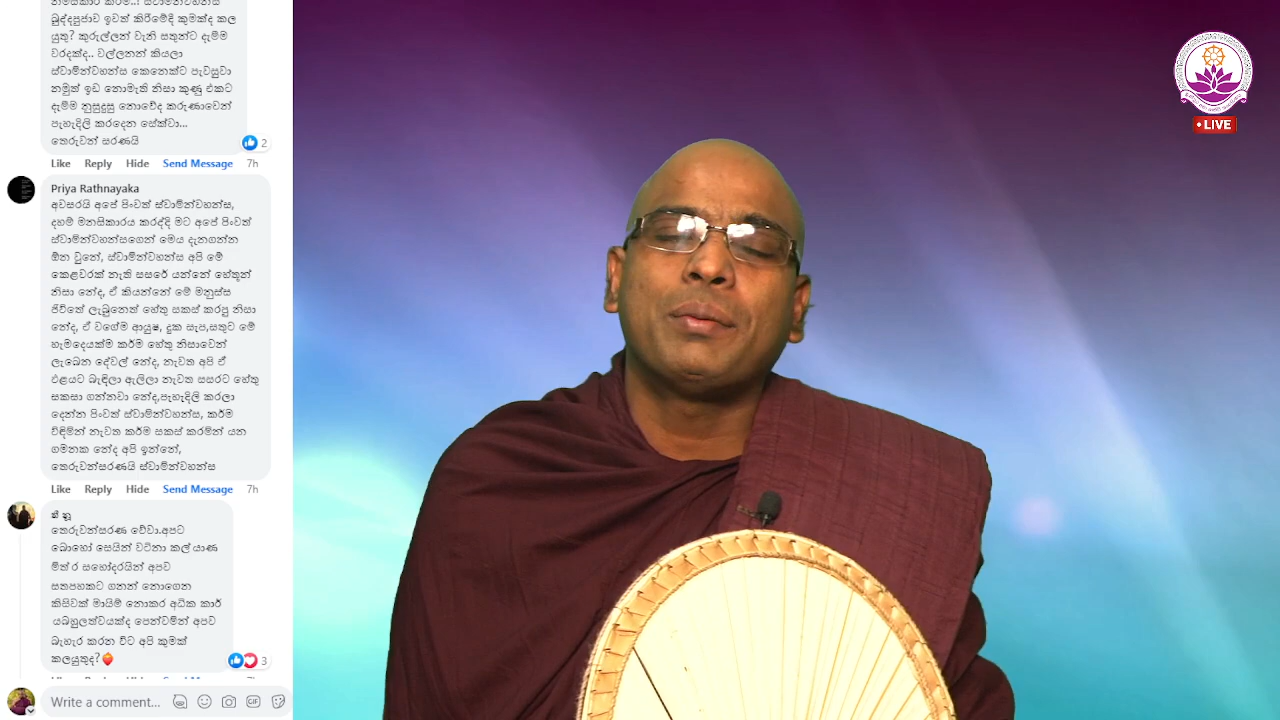 බුද්දපුජාව ඉවත් කිරීමේදි කුමක්ද කල
යුතු? කුරුල්ලන් වැනි සතුන්ට දැම්ම
වරදක්ද.. වල්ලනන් කියලා
ස්වාමින්වහන්ස කෙනෙක්ට පැවසුවා
නමුත් ඉඩ නොමැති නිසා කුණු එකට
දැම්ම නුසුදුසු නොවේද කරුණාවෙන්
පැහැදිලි කරදෙන සේක්වා...
තෙරුවන් සරණයි
2
Like Reply Hide Send Message 7h
Priya Rathnayaka
අවසරයි අපේ පිංවත් ස්වාමින්වහන්ස,
දහම් මනසිකාරය කරද්දි මට අපේ පිංවත්
ස්වාමින්වහන්සගෙන් මෙය දැනගන්න
ඕන වුනේ, ස්වාමින්වහන්ස අපි මේ
කෙළවරක් නැති සසරේ යන්නේ හේතූන්
නිසා නේද, ඒ කියන්නේ මේ මනුස්ස
ජීවිතේ ලැබුනෙත් හේතු සකස් කරපු නිසා
නේද, ඒ වගේම ආයුෂ, දුක සැප,සතුට මේ
හැමදෙයක්ම කර්ම හේතු නිසාවෙන්
ලැබෙන දේවල් නේද, නැවත අපි ඒ
ඵළයට බැඳිලා ඇලිලා නැවත සසරට හේතු
සකසා ගන්නවා නේද,පැහැදිලි කරලා
දෙන්න පිංවත් ස්වාමින්වහන්ස, කර්ම
විඳිමින් නැවත කර්ම සකස් කරමින් යන
ගමනක නේද අපි ඉන්නේ,
තෙරුවන්සරණයි ස්වාමින්වහන්ස
Like Reply Hide Send Message 7h
තෙරුවන්සරණ වේවා.අපට
බොහෝ සෙයින් වටිනා කල් යාණ
මිත් ර සහෝදරයින් අපව
සතපහකට ගනන් නොගෙන
කිසිවක් මායිම් නොකර අධික කාර්
යබහුලත්වයක්ද පෙන්වමින් අපව
බැහැර කරන විට අපි කුමක්
කලයුතුද?
3
Write a comment...
GIF
• LIVE